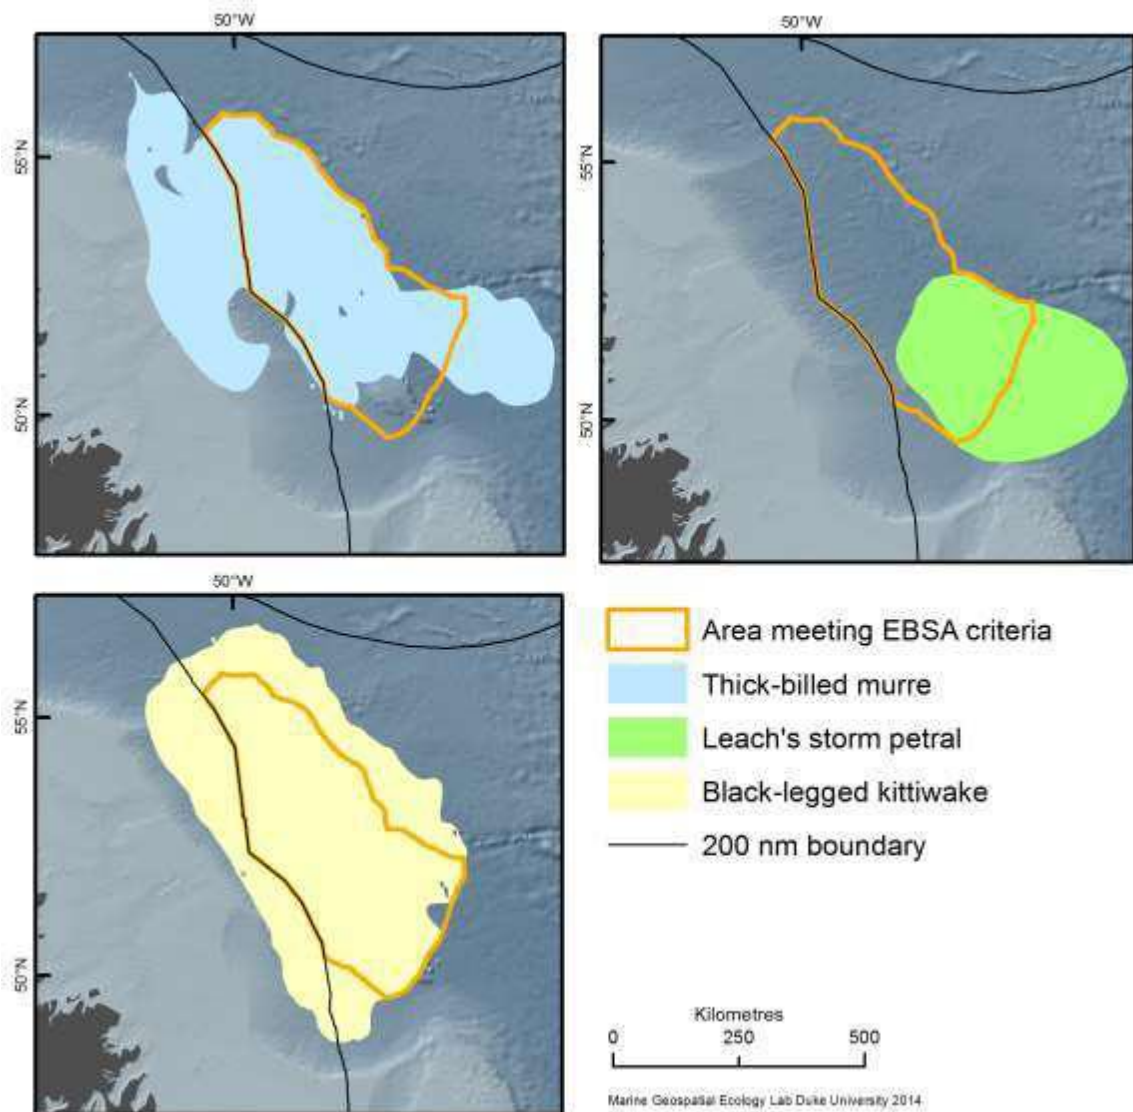 50°W
50°W
55°N
50°N
55°N
50°N
50°W
55°N
50°N
Area meeting EBSA criteria
Thick-billed murre
Leach's storm petral
Black-legged kittiwake
200 nm boundary
Kilometres
0 250 500
Marine Geospatial Ecology Lab Duke University 2014